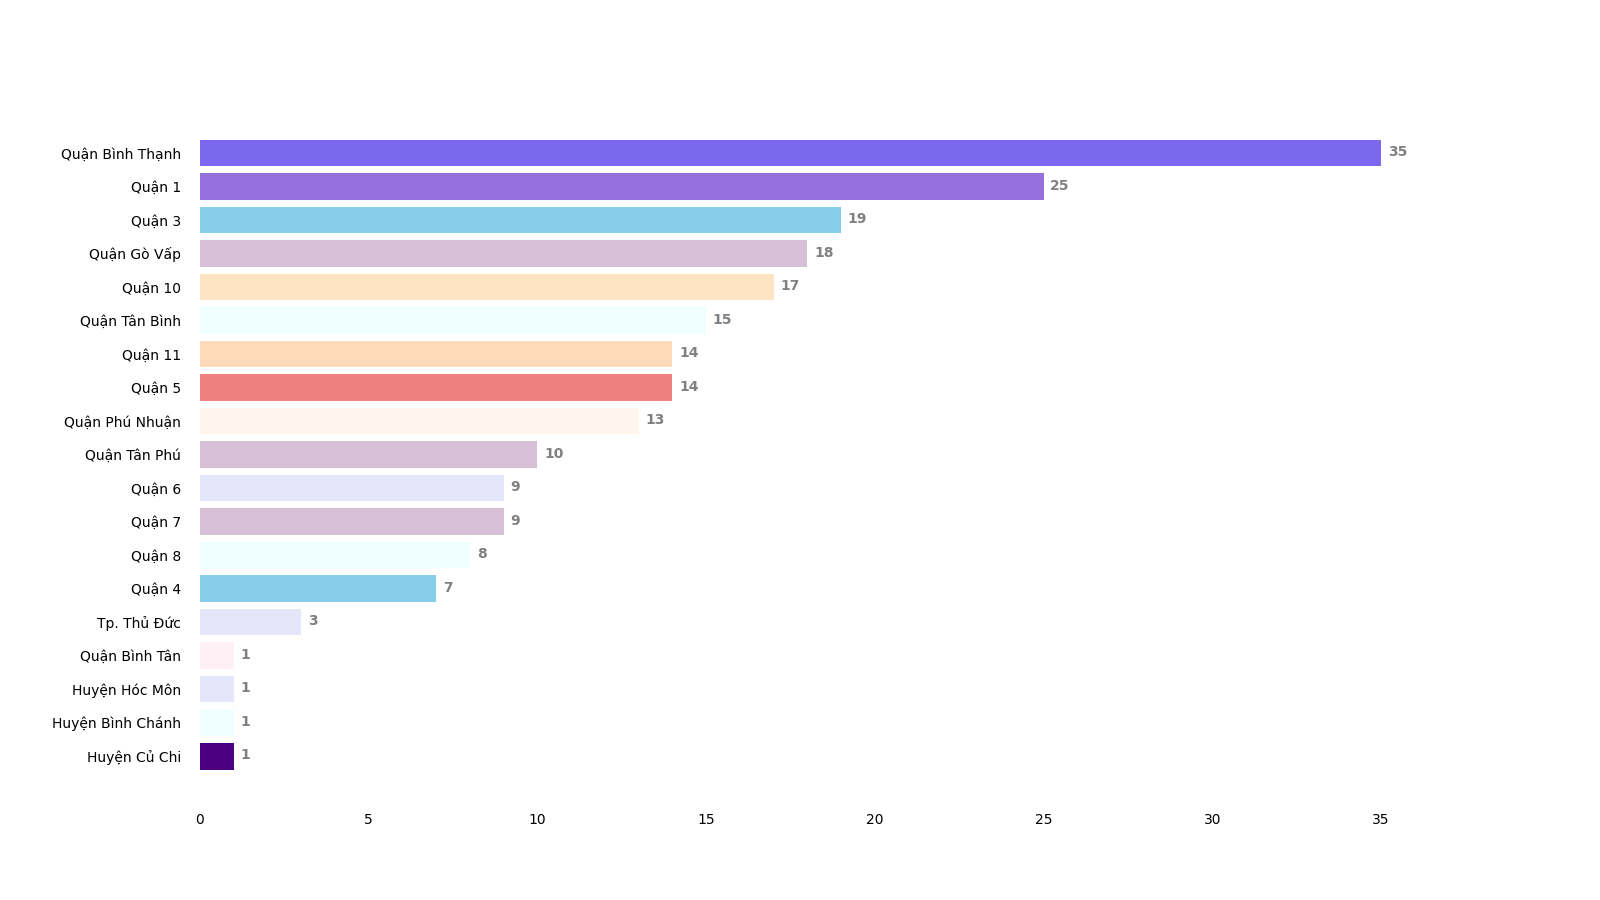 Quận Bình Thạnh 35
Quận 1 25
Quận 3 19
Quận Gò Vấp 18
Quận 10 17
Quận Tân Bình 15
Quận 11 14
Quận 5 14
Quận Phú Nhuận 13
Quận Tân Phú 10
Quận 6 9
Quận 7 9
Quận 8 8
Quận 4 7
Tp. Thủ Đức 3
Quận Bình Tân 1
Huyện Hóc Môn 1
Huyện Bình Chánh 1
Huyện Củ Chi 1
0 5 10 15 20 25 30 35